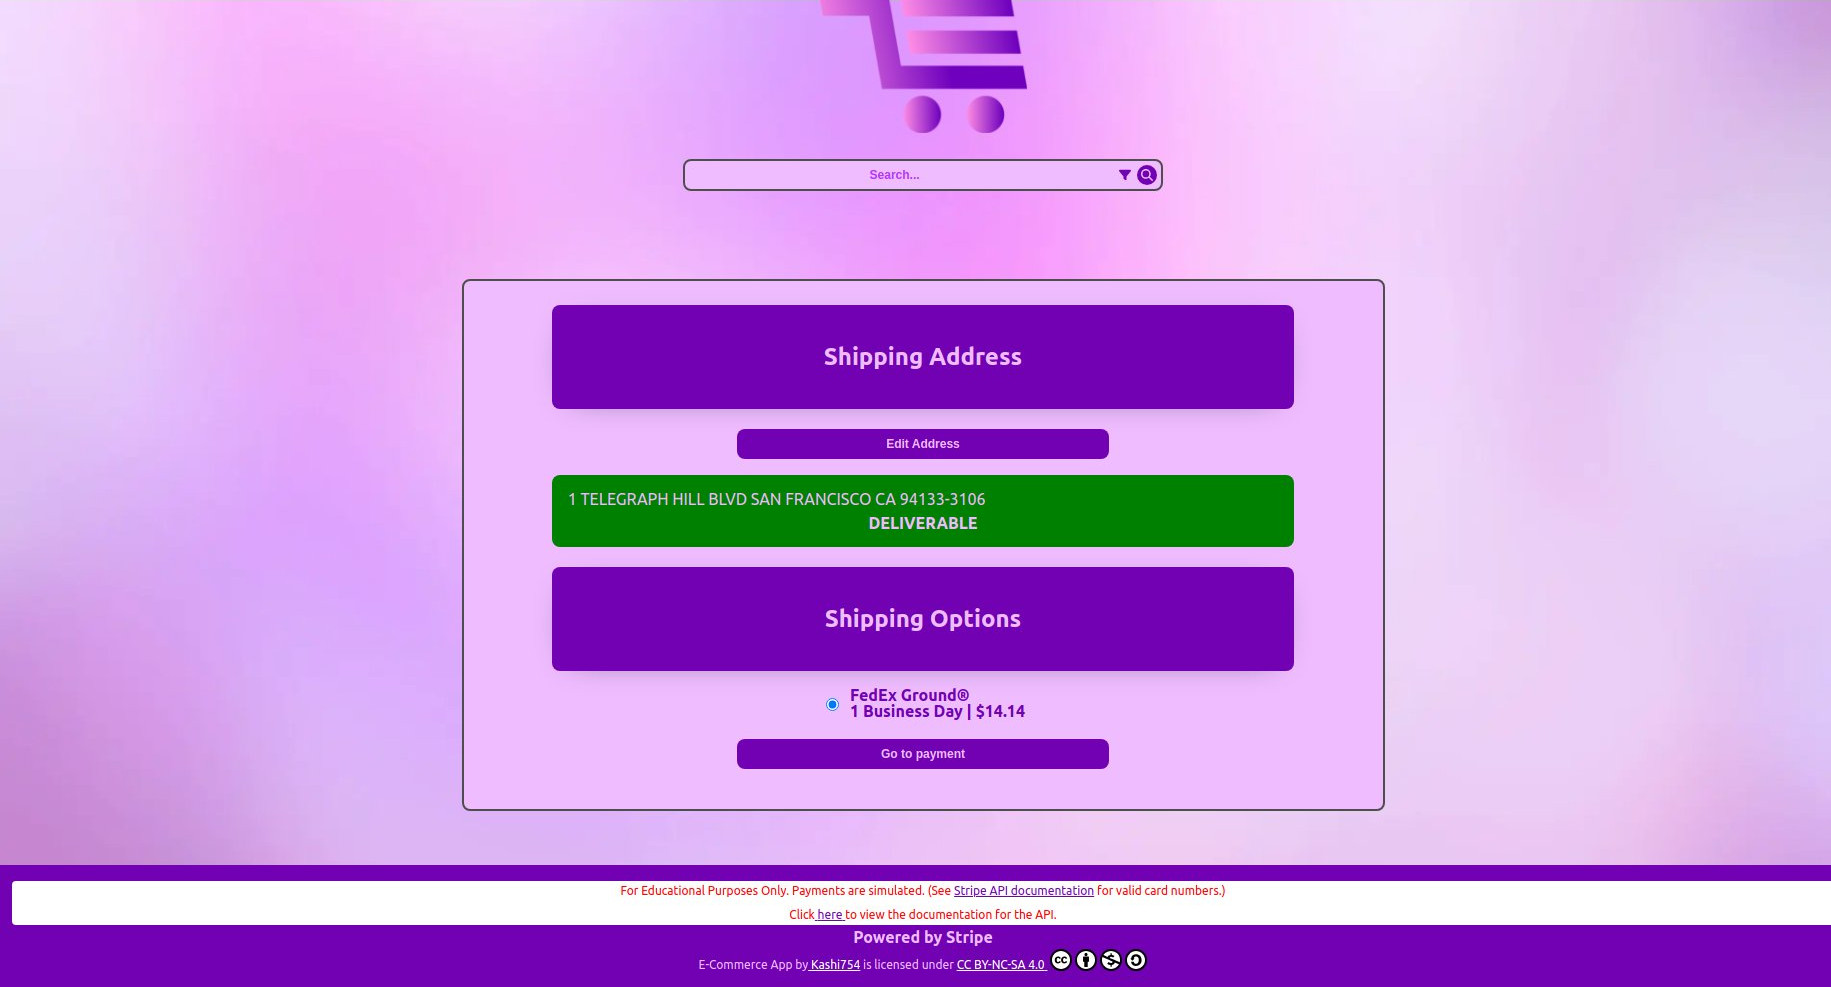 Search...
Shipping Address
Edit Address
1 TELEGRAPH HILL BLVD SAN FRANCISCO CA 94133-3106
DELIVERABLE
Shipping Options
FedEx Ground®
1 Business Day | $14.14
Go to payment
For Educational Purposes Only. Payments are simulated. (See Stripe API documentation for valid card numbers.)
Click here to view the documentation for the API.
Powered by Stripe
E-Commerce App by Kashi754 is licensed under CC BY-NC-SA 4.0